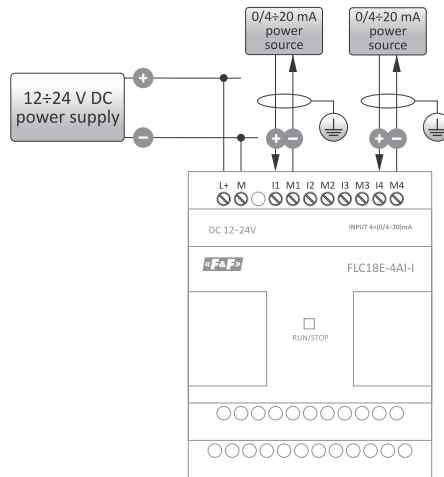 0/4÷20 mA
power
source
0/4÷20 mA
power
source
12÷24 V DC
power supply
+
−
+ − + −
L+ M I1 M1 I2 M2 I3 M3 I4 M4
DC 12~24V INPUT 4×(0/4~20)mA
«F&F» FLC18E-4AI-I
RUN/STOP